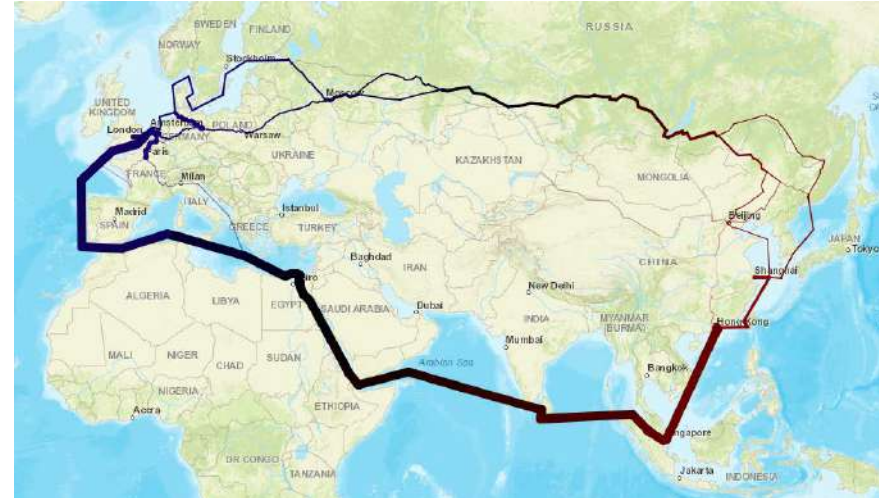 SWEDEN
FINLAND
RUSSIA
NORWAY
Stockholm
Moscow
UNITED
KINGDOM
Amsterdam
London
POLAND
GERMANY
Warsaw
Paris
UKRAINE
KAZAKHSTAN
FRANCE
Milan
MONGOLIA
ITALY
Madrid
SPAIN
Istanbul
Beijing
GREECE
TURKEY
JAPAN
Tokyo
Baghdad
IRAN
CHINA
Shanghai
iro
ALGERIA
LIBYA
EGYPT
SAUDI ARABIA
Dubai
New Delhi
INDIA
MYANMAR
(BURMA)
Hong Kong
Mumbai
MALI
NIGER
CHAD
SUDAN
Arabian Sea
Bangkok
NIGERIA
Accra
ETHIOPIA
ngapore
DR CONGO
TANZANIA
Jakarta
INDONESIA